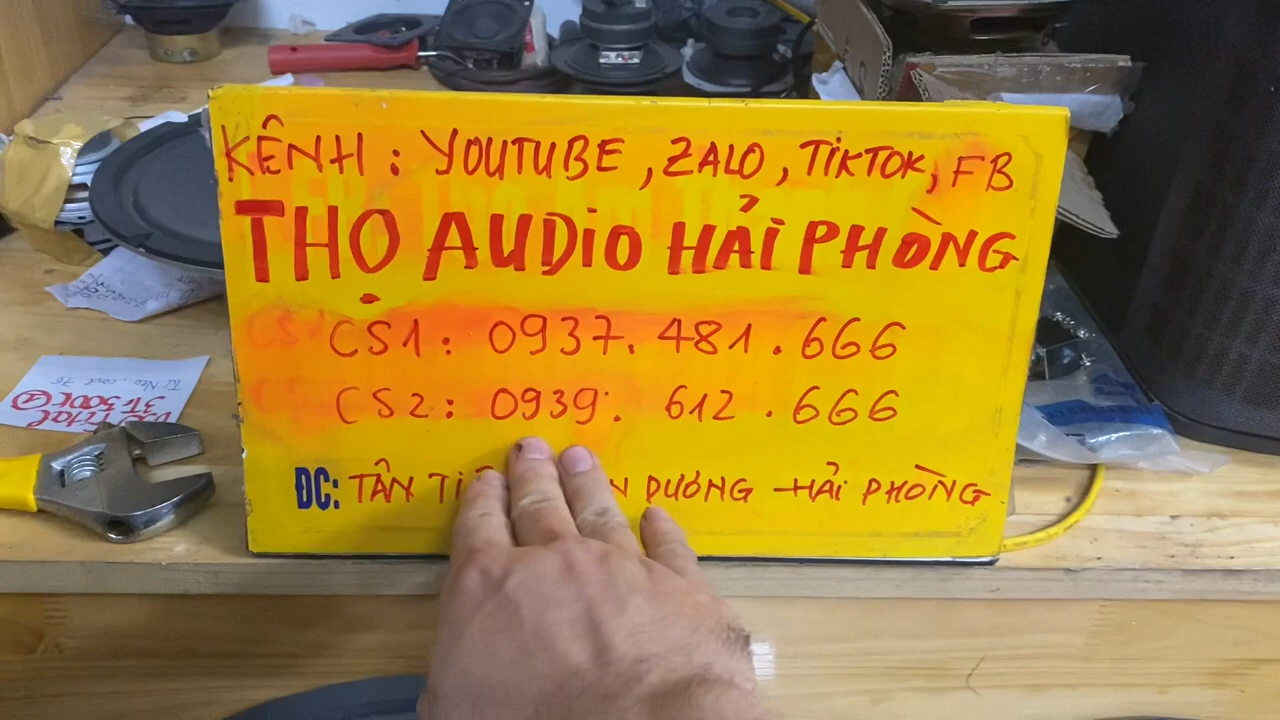 KÊNH: YOUTUBE, ZALO, TiKTOK, FB
THỌ AUDiO HẢi PHÒNG
CS1: 0937.481.666
CS2: 0939. 612.666
ĐC: TÂN DƯƠNG - HẢi PHÒNG
3Tr500K